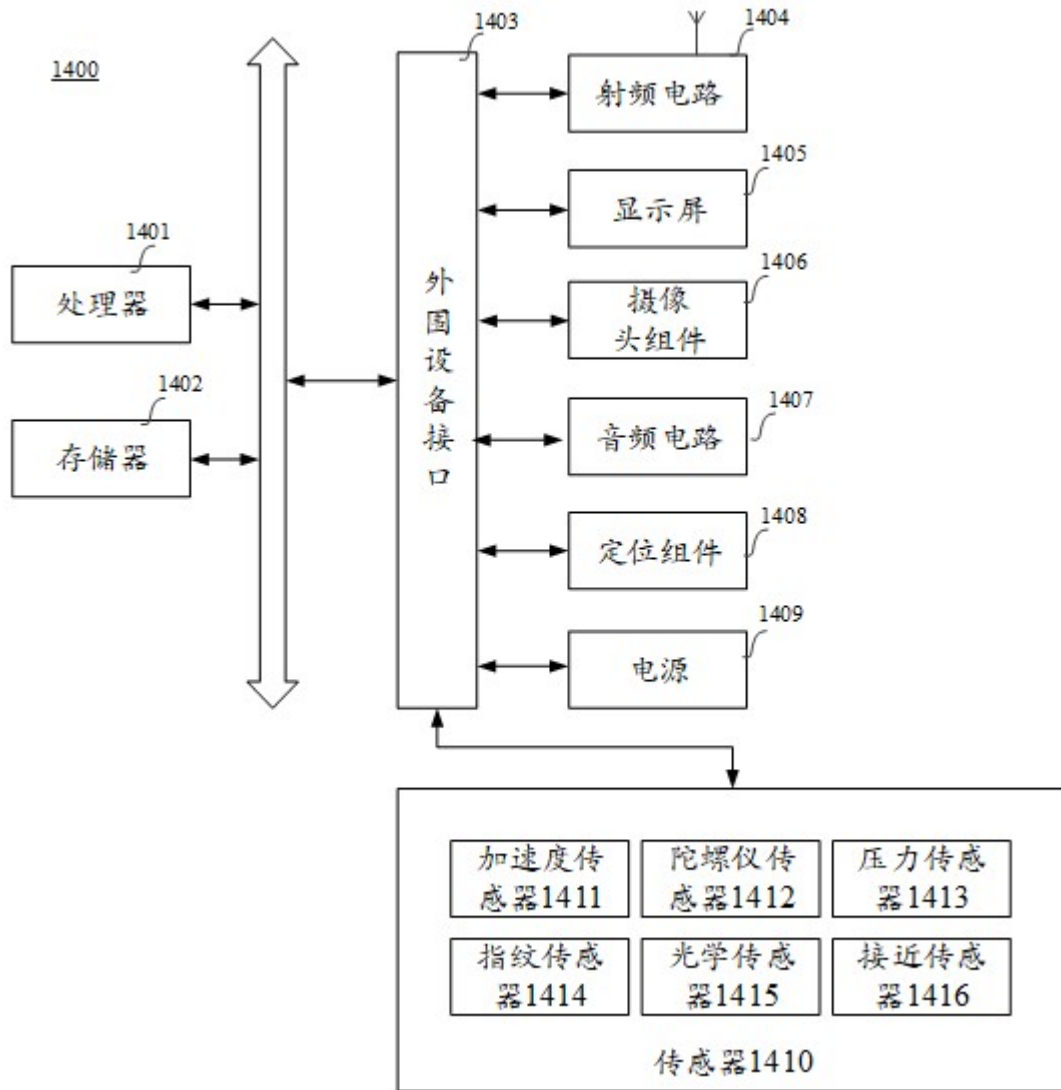 1400
1401
处理器
1402
存储器
1403
外
围
设
备
接
口
1404
射频电路
1405
显示屏
1406
摄像
头组件
1407
音频电路
1408
定位组件
1409
电源
加速度传
感器1411
陀螺仪传
感器1412
压力传感
器1413
指纹传感
器1414
光学传感
器1415
接近传感
器1416
传感器1410